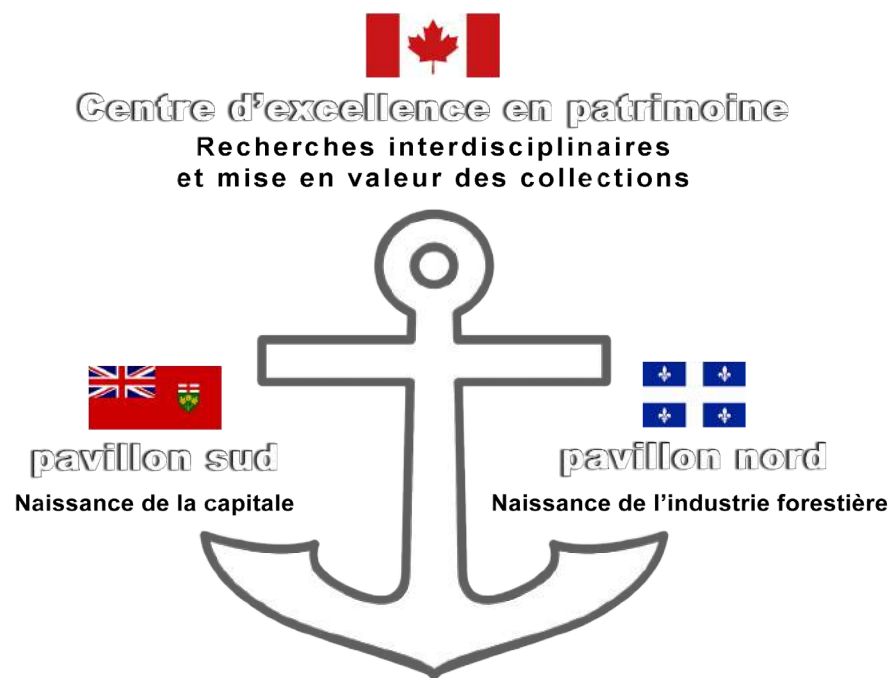 Centre d'excellence en patrimoine
Recherches interdisciplinaires
et mise en valeur des collections
pavillon sud
Naissance de la capitale
pavillon nord
Naissance de l'industrie forestière